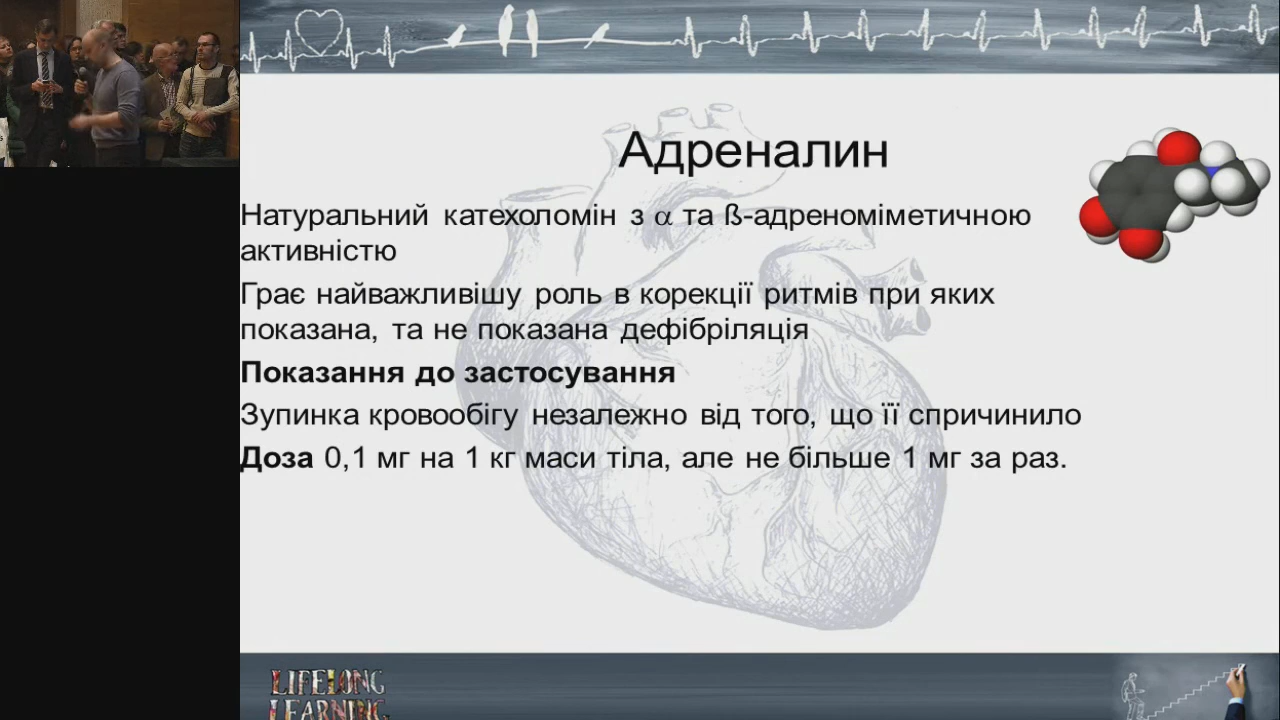 Адреналин
Натуральний катехоломін з α та ß-адреноміметичною
активністю
Грає найважливішу роль в корекції ритмів при яких
показана, та не показана дефібріляція
Показання до застосування
Зупинка кровообігу незалежно від того, що її спричинило
Доза 0,1 мг на 1 кг маси тіла, але не більше 1 мг за раз.
LIFELONG
LEARNING